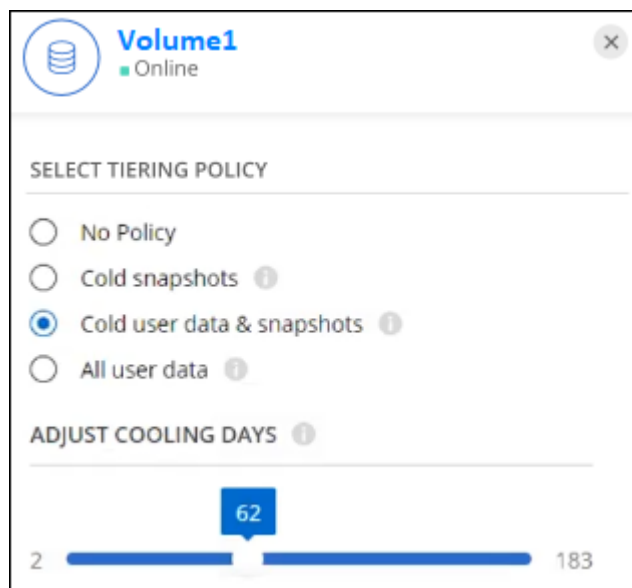 Volume1
Online
SELECT TIERING POLICY
No Policy
Cold snapshots
Cold user data & snapshots
All user data
ADJUST COOLING DAYS
62
2 183